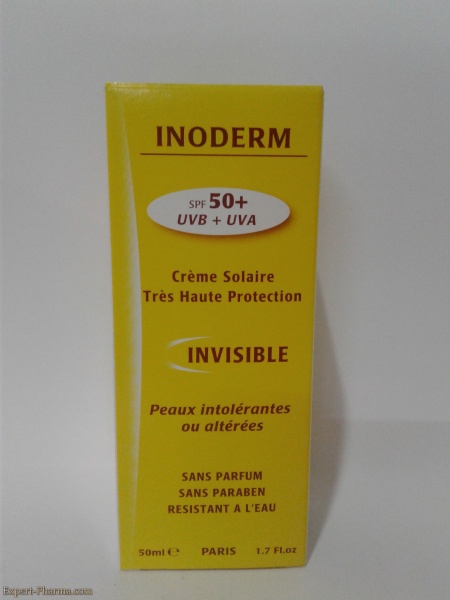 INODERM
SPF 50+
UVB + UVA
Crème Solaire
Très Haute Protection
INVISIBLE
Peaux intolérantes
ou altérées
SANS PARFUM
SANS PARABEN
RESISTANT A L'EAU
50ml ℮ PARIS 1.7 Fl.oz
Expert-Pharma.com